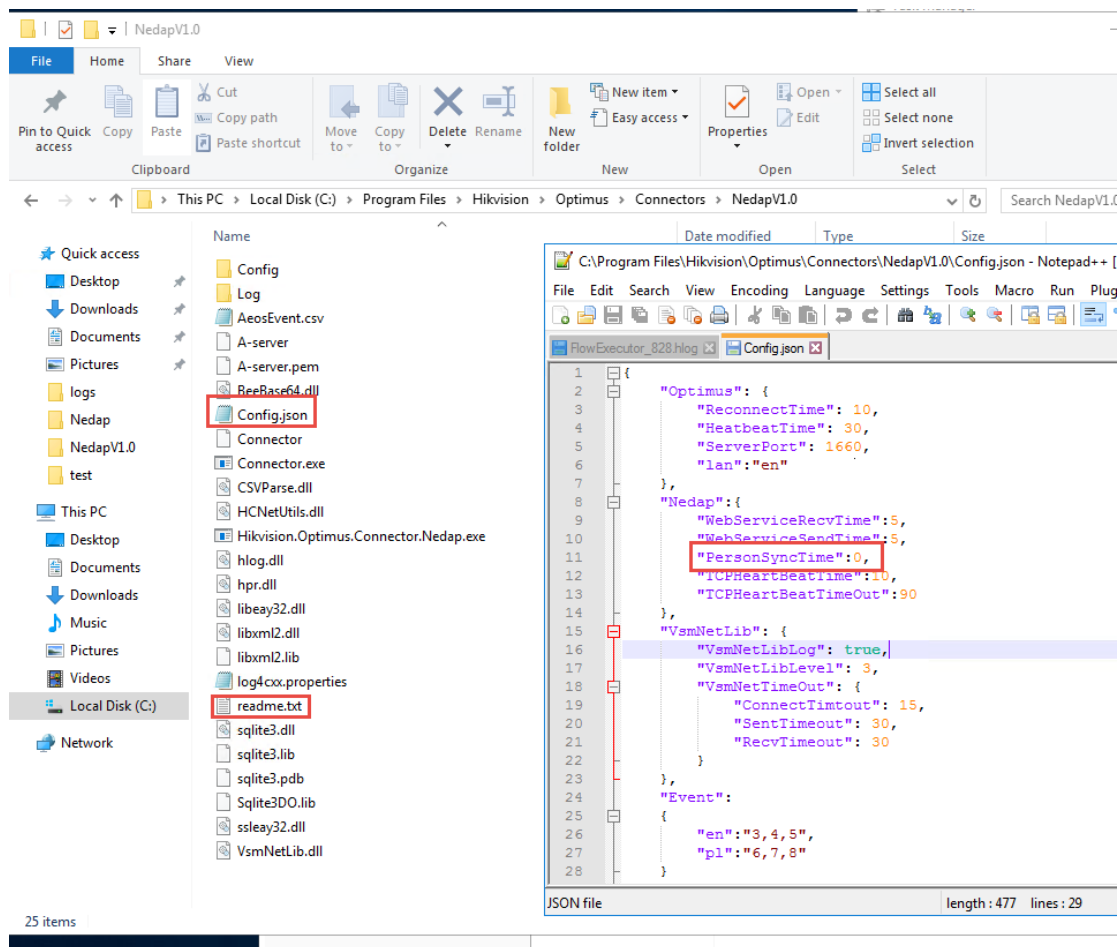 NedapV1.0
File Home Share View
Pin to Quick access
Copy
Paste
Cut
Copy path
Paste shortcut
Move to
Copy to
Delete
Rename
New folder
New item
Easy access
Properties
Open
Edit
Select all
Select none
Invert selection
Clipboard Organize New Open Select
This PC > Local Disk (C:) > Program Files > Hikvision > Optimus > Connectors > NedapV1.0
Search NedapV1.0
Quick access
Desktop
Downloads
Documents
Pictures
logs
Nedap
NedapV1.0
test
This PC
Desktop
Documents
Downloads
Music
Pictures
Videos
Local Disk (C:)
Network
Name Date modified Type Size
Config
Log
AeosEvent.csv
A-server
A-server.pem
BeeBase64.dll
Config.json
Connector
Connector.exe
CSVParse.dll
HCNetUtils.dll
Hikvision.Optimus.Connector.Nedap.exe
hlog.dll
hpr.dll
libeay32.dll
libxml2.dll
libxml2.lib
log4cxx.properties
readme.txt
sqlite3.dll
sqlite3.lib
sqlite3.pdb
Sqlite3DO.lib
ssleay32.dll
VsmNetLib.dll
25 items
C:\Program Files\Hikvision\Optimus\Connectors\NedapV1.0\Config.json - Notepad++ [
File Edit Search View Encoding Language Settings Tools Macro Run Plug
FlowExecutor_828.hlog Config.json
1 {
2 "Optimus": {
3 "ReconnectTime": 10,
4 "HeatbeatTime": 30,
5 "ServerPort": 1660,
6 "lan":"en"
7 },
8 "Nedap":{
9 "WebServiceRecvTime":5,
10 "WebServiceSendTime":5,
11 "PersonSyncTime":0,
12 "TCPHeartBeatTime":10,
13 "TCPHeartBeatTimeOut":90
14 },
15 "VsmNetLib": {
16 "VsmNetLibLog": true,
17 "VsmNetLibLevel": 3,
18 "VsmNetTimeOut": {
19 "ConnectTimtout": 15,
20 "SentTimeout": 30,
21 "RecvTimeout": 30
22 }
23 },
24 "Event":
25 {
26 "en":"3,4,5",
27 "pl":"6,7,8"
28 }
JSON file length : 477 lines : 29